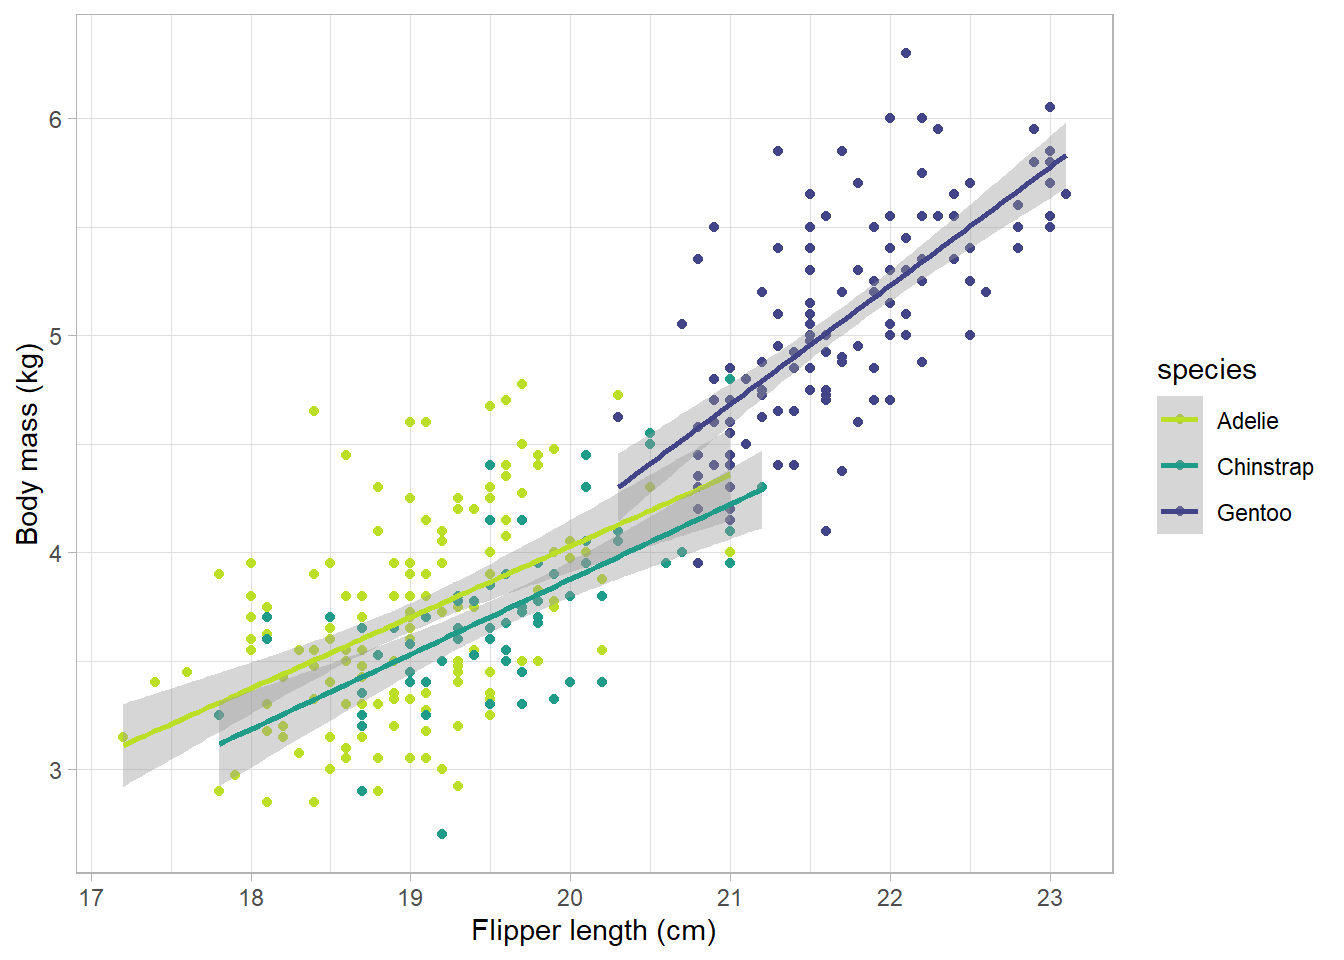 6
5
4
3
Body mass (kg)
17 18 19 20 21 22 23
Flipper length (cm)
species
Adelie
Chinstrap
Gentoo